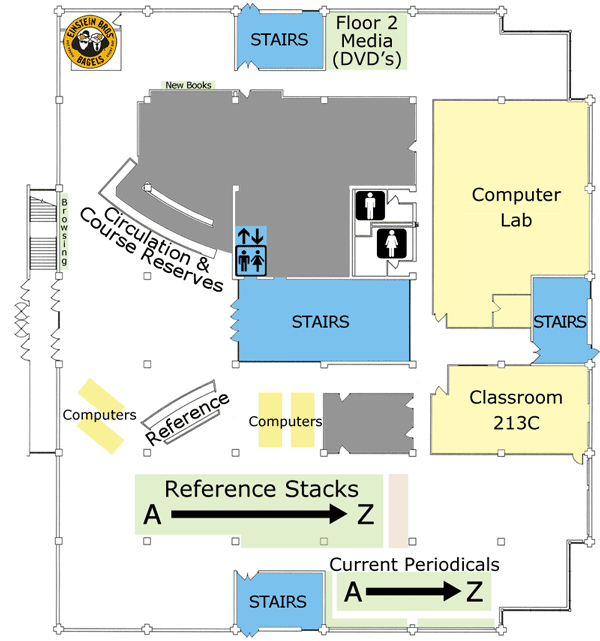 EINSTEIN BROS
BAGELS
STAIRS
Floor 2
Media
(DVD's)
New Books
Browsing
Circulation &
Course Reserves
Computer
Lab
STAIRS
STAIRS
Classroom
213C
Computers
Reference
Computers
Reference Stacks
A Z
Current Periodicals
A Z
STAIRS